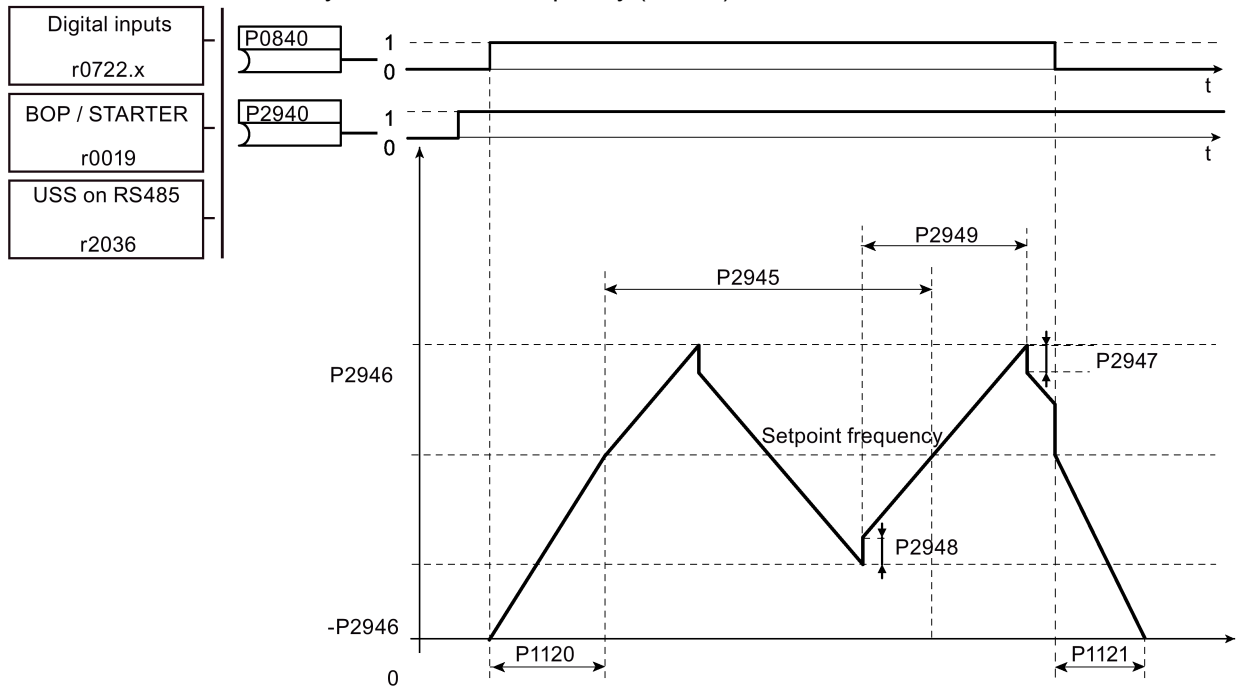 Digital inputs
r0722.x
BOP / STARTER
r0019
USS on RS485
r2036
P0840
1
0
t
P2940
1
0
t
P2949
P2945
P2946
P2947
Setpoint frequency
P2948
-P2946
P1120
P1121
0